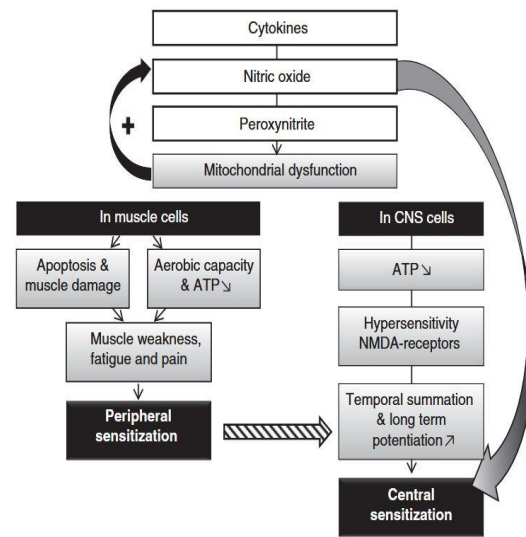 Cytokines
Nitric oxide
Peroxynitrite
+
Mitochondrial dysfunction
In muscle cells
Apoptosis &
muscle damage
Aerobic capacity
& ATP↘
Muscle weakness,
fatigue and pain
Peripheral
sensitization
In CNS cells
ATP↘
Hypersensitivity
NMDA-receptors
Temporal summation
& long term
potentiation↗
Central
sensitization